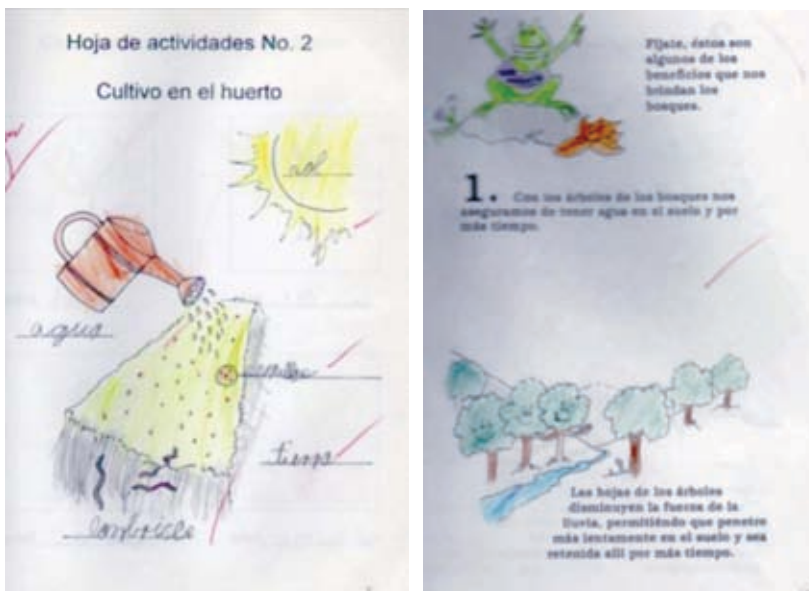 Hoja de actividades No. 2
Cultivo en el huerto
sol
agua
semillas
tierra
lombrices
Fíjate, éstos son
algunos de los
beneficios que nos
brindan los
bosques.
1. Con los árboles de los bosques nos
aseguramos de tener agua en el suelo y por
más tiempo.
Las hojas de los árboles
disminuyen la fuerza de la
lluvia, permitiéndo que penetre
más lentamente en el suelo y sea
retenida allí por más tiempo.